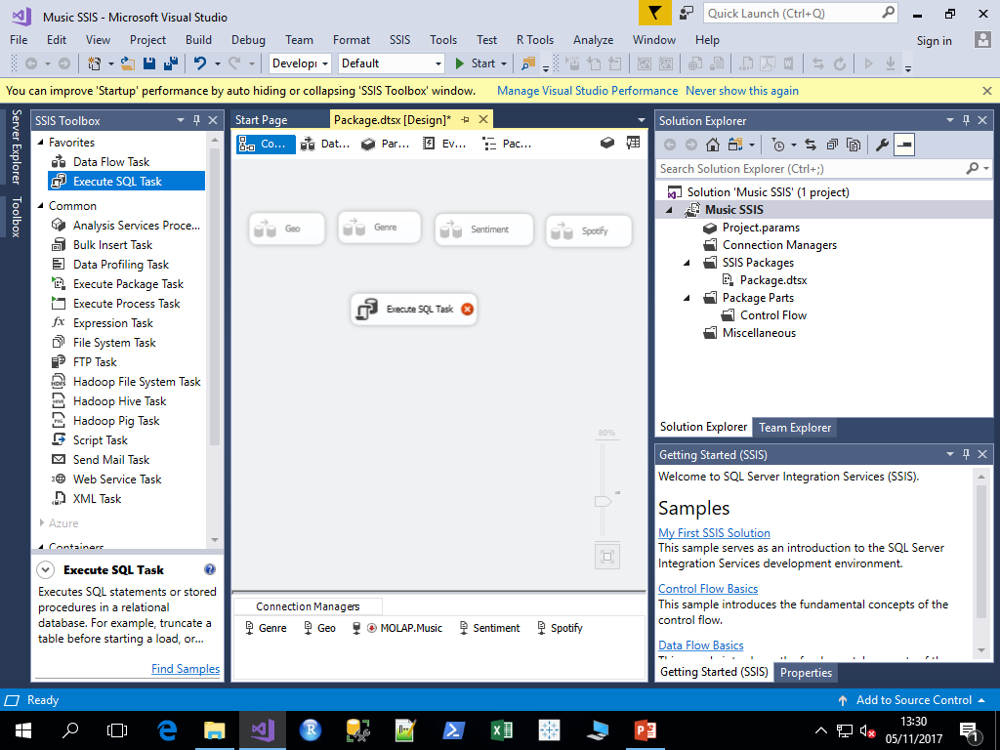 Music SSIS - Microsoft Visual Studio
Quick Launch (Ctrl+Q)
File Edit View Project Build Debug Team Format SSIS Tools Test R Tools Analyze Window Help
Sign in
Developi Default Start
You can improve 'Startup' performance by auto hiding or collapsing 'SSIS Toolbox' window. Manage Visual Studio Performance Never show this again
Server Explorer
Toolbox
SSIS Toolbox
Favorites
Data Flow Task
Execute SQL Task
Common
Analysis Services Proce...
Bulk Insert Task
Data Profiling Task
Execute Package Task
Execute Process Task
Expression Task
File System Task
FTP Task
Hadoop File System Task
Hadoop Hive Task
Hadoop Pig Task
Script Task
Send Mail Task
Web Service Task
XML Task
Azure
Containers
Execute SQL Task
Executes SQL statements or stored
procedures in a relational
database. For example, truncate a
table before starting a load, or...
Find Samples
Start Page Package.dtsx [Design]*
Co... Dat... Par... Ev... Pac...
Geo Genre Sentiment Spotify
Execute SQL Task
80%
Connection Managers
Genre Geo MOLAP.Music Sentiment Spotify
Solution Explorer
Search Solution Explorer (Ctrl+;)
Solution 'Music SSIS' (1 project)
Music SSIS
Project.params
Connection Managers
SSIS Packages
Package.dtsx
Package Parts
Control Flow
Miscellaneous
Solution Explorer Team Explorer
Getting Started (SSIS)
Welcome to SQL Server Integration Services (SSIS).
Samples
My First SSIS Solution
This sample serves as an introduction to the SQL Server
Integration Services development environment.
Control Flow Basics
This sample introduces the fundamental concepts of the
control flow.
Data Flow Basics
This sample introduces the fundamental concepts of the
Getting Started (SSIS) Properties
Ready
Add to Source Control
13:30
05/11/2017
1